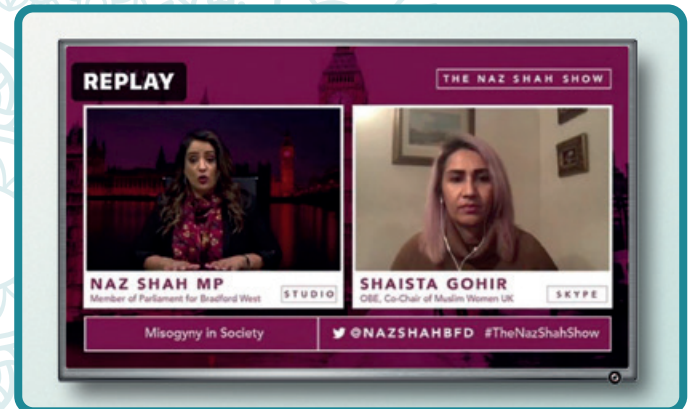 REPLAY
THE NAZ SHAH SHOW
NAZ SHAH MP
Member of Parliament for Bradford West
STUDIO
SHAISTA GOHIR
OBE, Co-Chair of Muslim Women UK
SKYPE
Misogyny in Society
@NAZSHAHBFD #TheNazShahShow